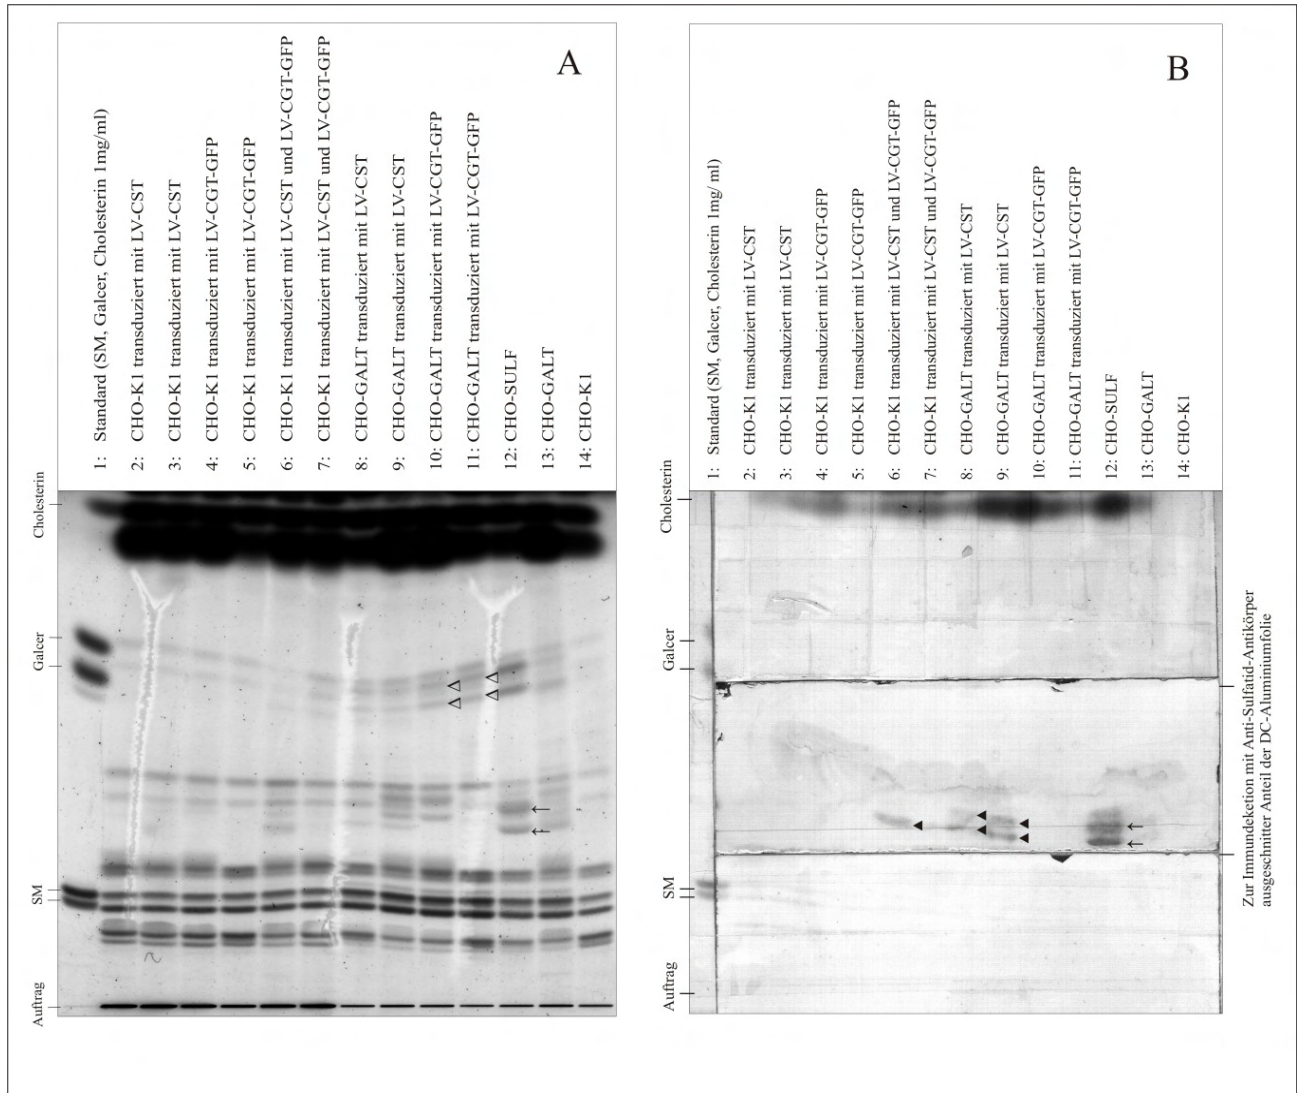 A
1: Standard (SM, Galcer, Cholesterin 1mg/ml)
2: CHO-K1 transduziert mit LV-CST
3: CHO-K1 transduziert mit LV-CST
4: CHO-K1 transduziert mit LV-CGT-GFP
5: CHO-K1 transduziert mit LV-CGT-GFP
6: CHO-K1 transduziert mit LV-CST und LV-CGT-GFP
7: CHO-K1 transduziert mit LV-CST und LV-CGT-GFP
8: CHO-GALT transduziert mit LV-CST
9: CHO-GALT transduziert mit LV-CST
10: CHO-GALT transduziert mit LV-CGT-GFP
11: CHO-GALT transduziert mit LV-CGT-GFP
12: CHO-SULF
13: CHO-GALT
14: CHO-K1
Cholesterin
Galcer
SM
Auftrag
B
1: Standard (SM, Galcer, Cholesterin 1mg/ ml)
2: CHO-K1 transduziert mit LV-CST
3: CHO-K1 transduziert mit LV-CST
4: CHO-K1 transduziert mit LV-CGT-GFP
5: CHO-K1 transduziert mit LV-CGT-GFP
6: CHO-K1 transduziert mit LV-CST und LV-CGT-GFP
7: CHO-K1 transduziert mit LV-CST und LV-CGT-GFP
8: CHO-GALT transduziert mit LV-CST
9: CHO-GALT transduziert mit LV-CST
10: CHO-GALT transduziert mit LV-CGT-GFP
11: CHO-GALT transduziert mit LV-CGT-GFP
12: CHO-SULF
13: CHO-GALT
14: CHO-K1
Cholesterin
Galcer
SM
Auftrag
Zur Immundekektion mit Anti-Sulfatid-Antikörper
ausgeschnitter Anteil der DC-Aluminiumfolie